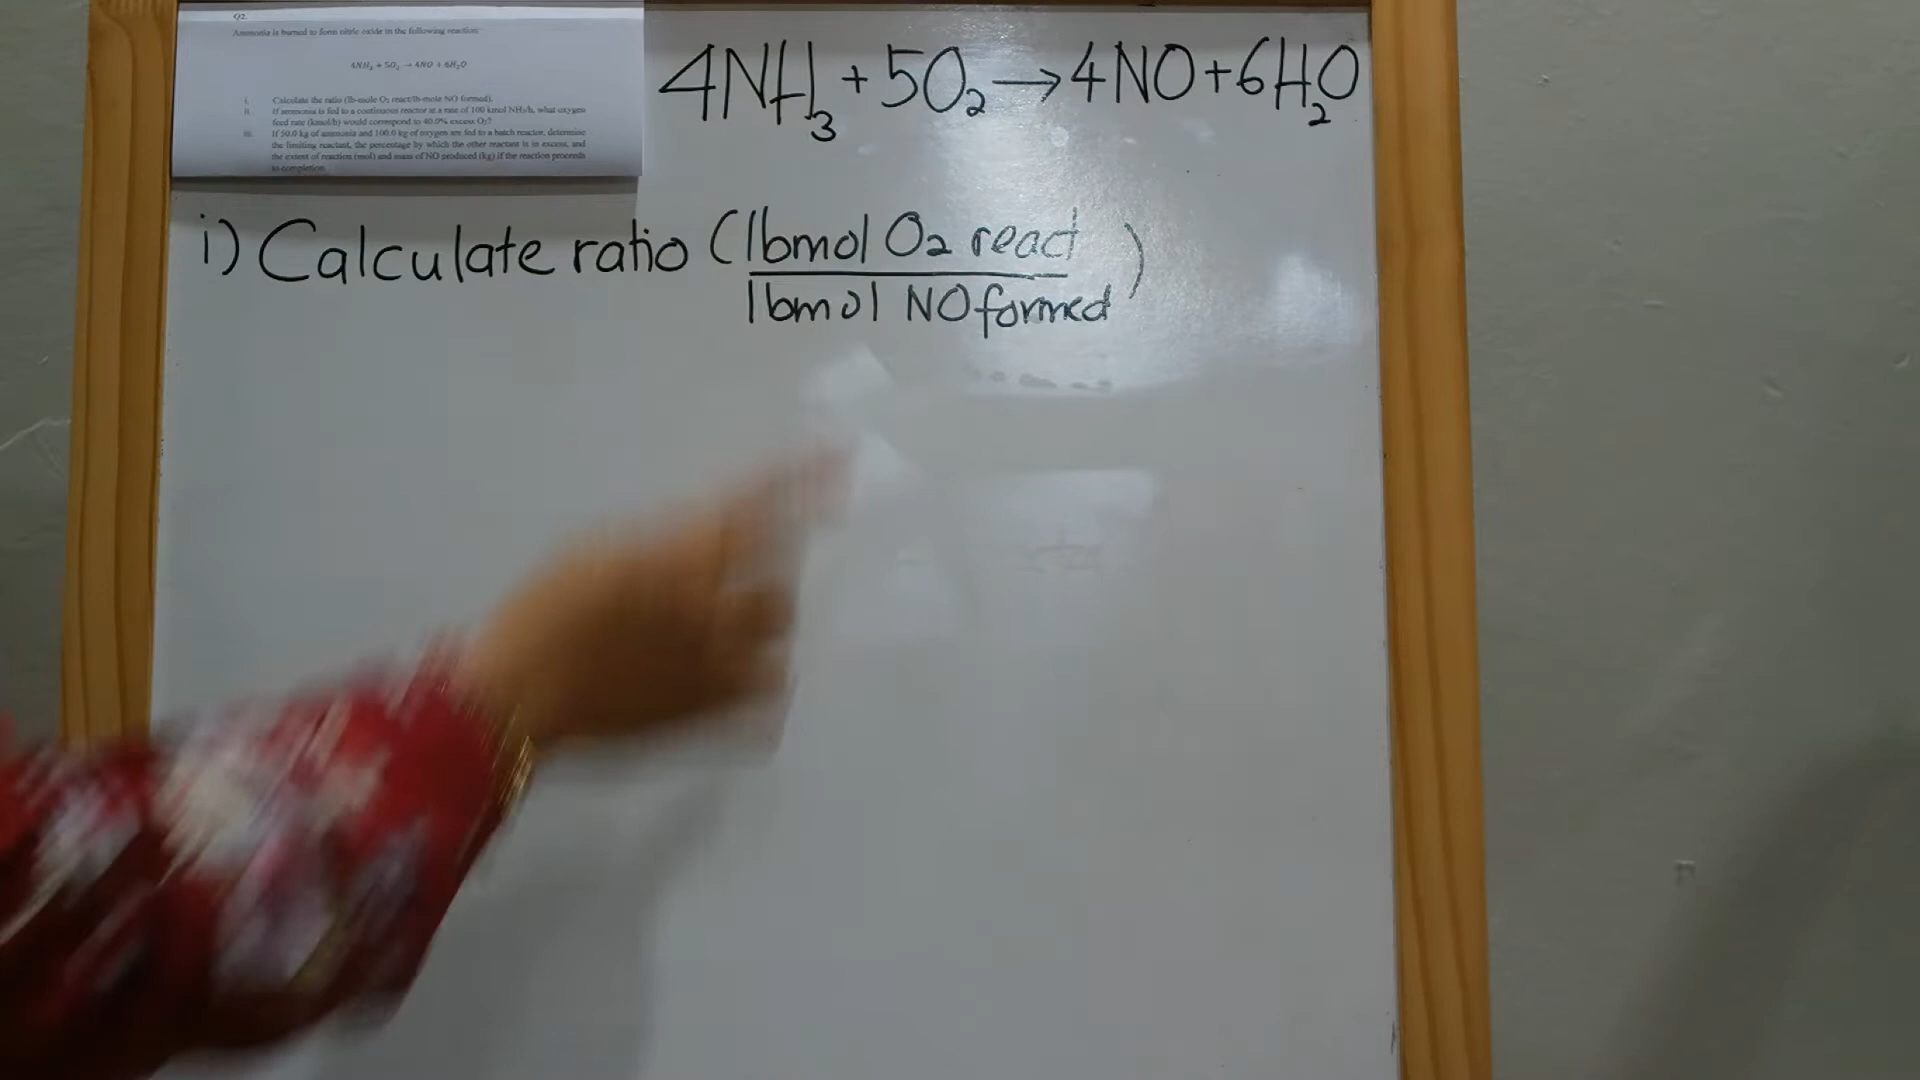 Q2.
Ammonia is burned to form nitric oxide in the following reaction:
4NH₃ + 5O₂ → 4NO + 6H₂O
i. Calculate the ratio (lb-mole O₂ react/lb-mole NO formed).
ii. If ammonia is fed to a continuous reactor at a rate of 100 kmol NH₃/h, what oxygen
feed rate (kmol/h) would correspond to 40.0% excess O₂?
iii. If 50.0 kg of ammonia and 100.0 kg of oxygen are fed to a batch reactor, determine
the limiting reactant, the percentage by which the other reactant is in excess, and
the extent of reaction (mol) and mass of NO produced (kg) if the reaction proceeds
to completion.
4NH₃ + 5O₂ → 4NO + 6H₂O
i) Calculate ratio (lbmol O₂ react)
lbmol NO formed